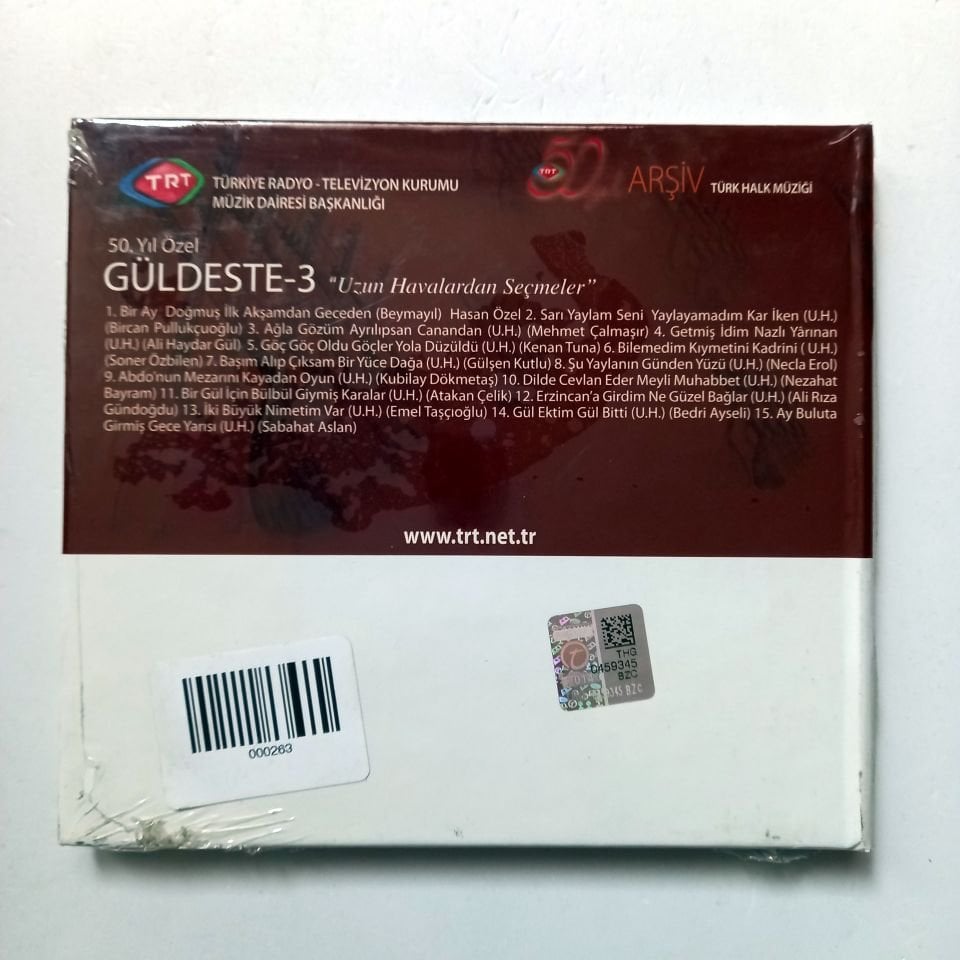 TRT
TÜRKİYE RADYO - TELEVİZYON KURUMU
MÜZİK DAİRESİ BAŞKANLIĞI
TRT 50
ARŞİV TÜRK HALK MÜZİĞİ
50. Yıl Özel
GÜLDESTE-3 "Uzun Havalardan Seçmeler"
1. Bir Ay Doğmuş İlk Akşamdan Geceden (Beymayıl) Hasan Özel 2. Sarı Yaylam Seni Yaylayamadım Kar İken (U.H.)
(Bircan Pullukçuoğlu) 3. Ağla Gözüm Ayrılıpsan Canandan (U.H.) (Mehmet Çalmaşır) 4. Getmiş İdim Nazlı Yârınan
(U.H.) (Ali Haydar Gül) 5. Göç Göç Oldu Göçler Yola Düzüldü (U.H.) (Kenan Tuna) 6. Bilemedim Kıymetini Kadrini ( U.H.)
(Soner Özbilen) 7. Başım Alıp Çıksam Bir Yüce Dağa (U.H.) (Gülşen Kutlu) 8. Şu Yaylanın Günden Yüzü (U.H.) (Necla Erol)
9. Abdo'nun Mezarını Kayadan Oyun (U.H.) (Kubilay Dökmetaş) 10. Dilde Cevlan Eder Meyli Muhabbet (U.H.) (Nezahat
Bayram) 11. Bir Gül İçin Bülbül Giymiş Karalar (U.H.) (Atakan Çelik) 12. Erzincan'a Girdim Ne Güzel Bağlar (U.H.) (Ali Rıza
Gündoğdu) 13. İki Büyük Nimetim Var (U.H.) (Emel Taşçıoğlu) 14. Gül Ektim Gül Bitti (U.H.) (Bedri Ayseli) 15. Ay Buluta
Girmiş Gece Yarısı (U.H.) (Sabahat Aslan)
www.trt.net.tr
THG
0459345
BZC
345 BZC
000263